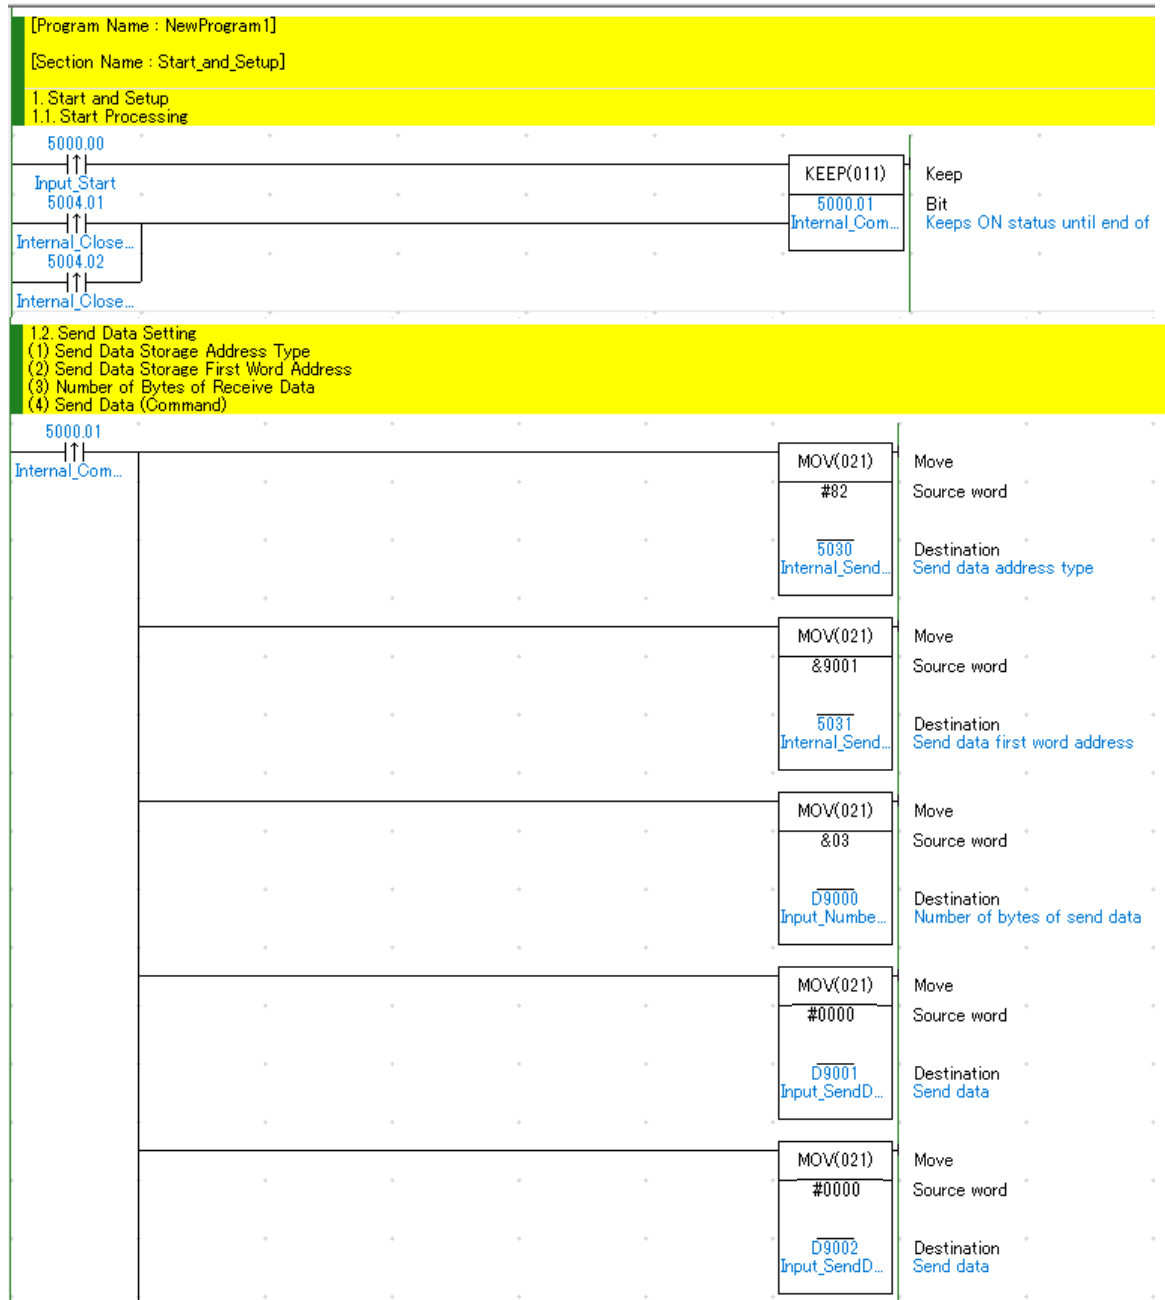 [Program Name : NewProgram1]
[Section Name : Start_and_Setup]
1. Start and Setup
1.1. Start Processing
5000.00
Input_Start
KEEP(011)
Keep
5004.01
5000.01
Bit
Internal_Close...
Internal_Com...
Keeps ON status until end of
5004.02
Internal_Close...
1.2. Send Data Setting
(1) Send Data Storage Address Type
(2) Send Data Storage First Word Address
(3) Number of Bytes of Receive Data
(4) Send Data (Command)
5000.01
Internal_Com...
MOV(021)
Move
#82
Source word
5030
Destination
Internal_Send...
Send data address type
MOV(021)
Move
&9001
Source word
5031
Destination
Internal_Send...
Send data first word address
MOV(021)
Move
&03
Source word
D9000
Destination
Input_Numbe...
Number of bytes of send data
MOV(021)
Move
#0000
Source word
D9001
Destination
Input_SendD...
Send data
MOV(021)
Move
#0000
Source word
D9002
Destination
Input_SendD...
Send data